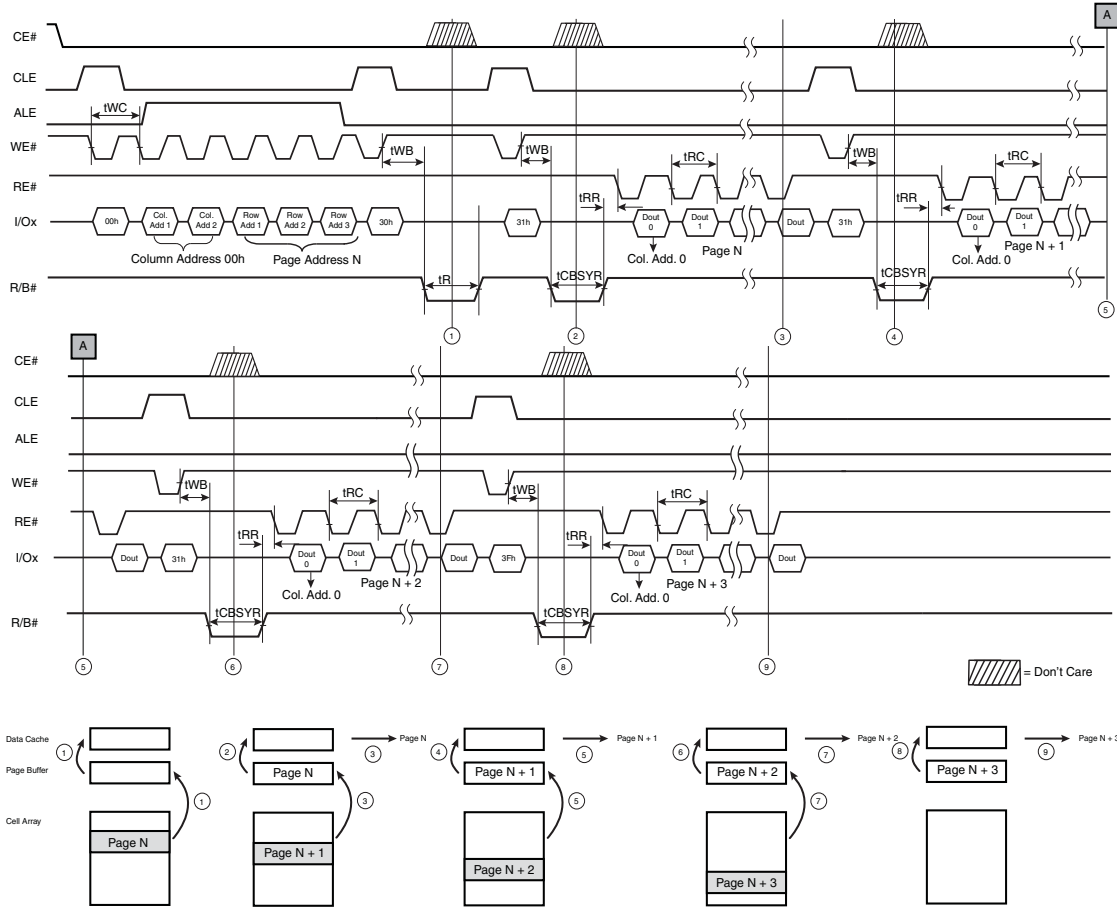 A
CE#
CLE
ALE
tWC
WE#
tWB
tWB
tWB
tRC
tRC
RE#
tRR
tRR
I/Ox
00h
Col. Add 1
Col. Add 2
Row Add 1
Row Add 2
Row Add 3
30h
31h
Dout 0
Dout 1
Dout
31h
Dout 0
Dout 1
Column Address 00h
Page Address N
Col. Add. 0
Page N
Col. Add. 0
Page N + 1
R/B#
tR
tCBSYR
tCBSYR
1
2
3
4
5
A
CE#
CLE
ALE
WE#
tWB
tWB
tRC
tRC
RE#
tRR
tRR
I/Ox
Dout
31h
Dout 0
Dout 1
Dout
3Fh
Dout 0
Dout 1
Dout
Col. Add. 0
Page N + 2
Col. Add. 0
Page N + 3
R/B#
tCBSYR
tCBSYR
5
6
7
8
9
= Don't Care
Data Cache
1
2
3
Page N
4
5
Page N + 1
6
7
Page N + 2
8
9
Page N + 3
Page Buffer
Page N
Page N + 1
Page N + 2
Page N + 3
1
3
5
7
Cell Array
Page N
Page N + 1
Page N + 2
Page N + 3